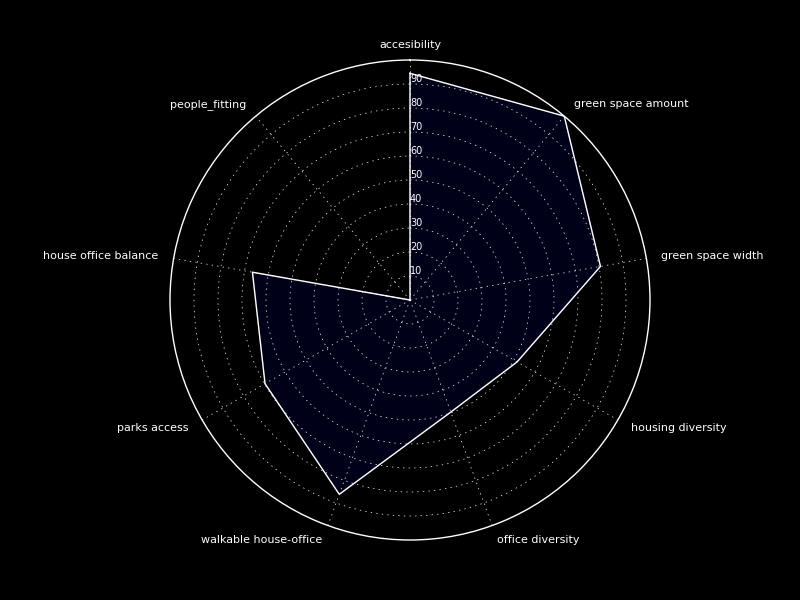 accesibility
90
people_fitting
green space amount
80
70
60
50
40
30
house office balance
green space width
20
10
parks access
housing diversity
walkable house-office
office diversity